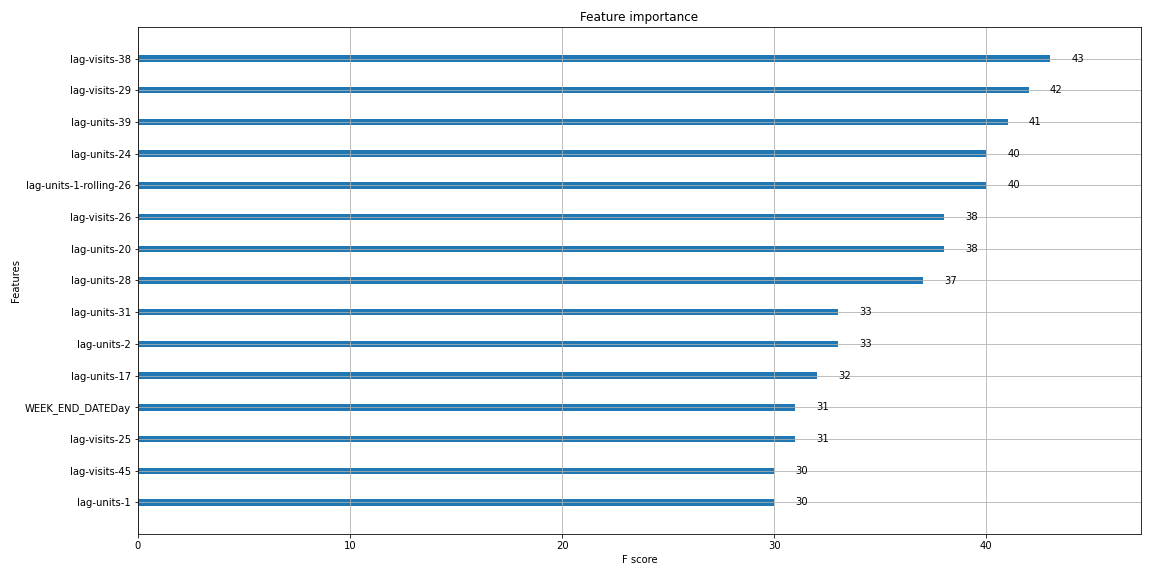 Feature importance
Features
lag-visits-38 43
lag-visits-29 42
lag-units-39 41
lag-units-24 40
lag-units-1-rolling-26 40
lag-visits-26 38
lag-units-20 38
lag-units-28 37
lag-units-31 33
lag-units-2 33
lag-units-17 32
WEEK_END_DATEDay 31
lag-visits-25 31
lag-visits-45 30
lag-units-1 30
0 10 20 30 40
F score